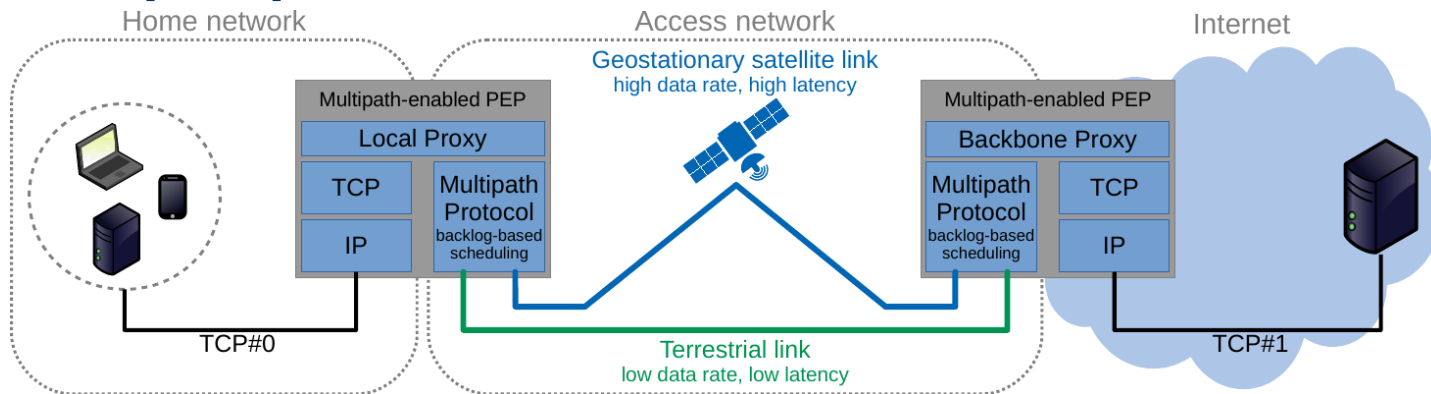 Home network
Access network
Internet
Geostationary satellite link
high data rate, high latency
Multipath-enabled PEP
Local Proxy
TCP
IP
Multipath
Protocol
backlog-based
scheduling
Multipath-enabled PEP
Backbone Proxy
Multipath
Protocol
backlog-based
scheduling
TCP
IP
TCP#0
Terrestrial link
low data rate, low latency
TCP#1